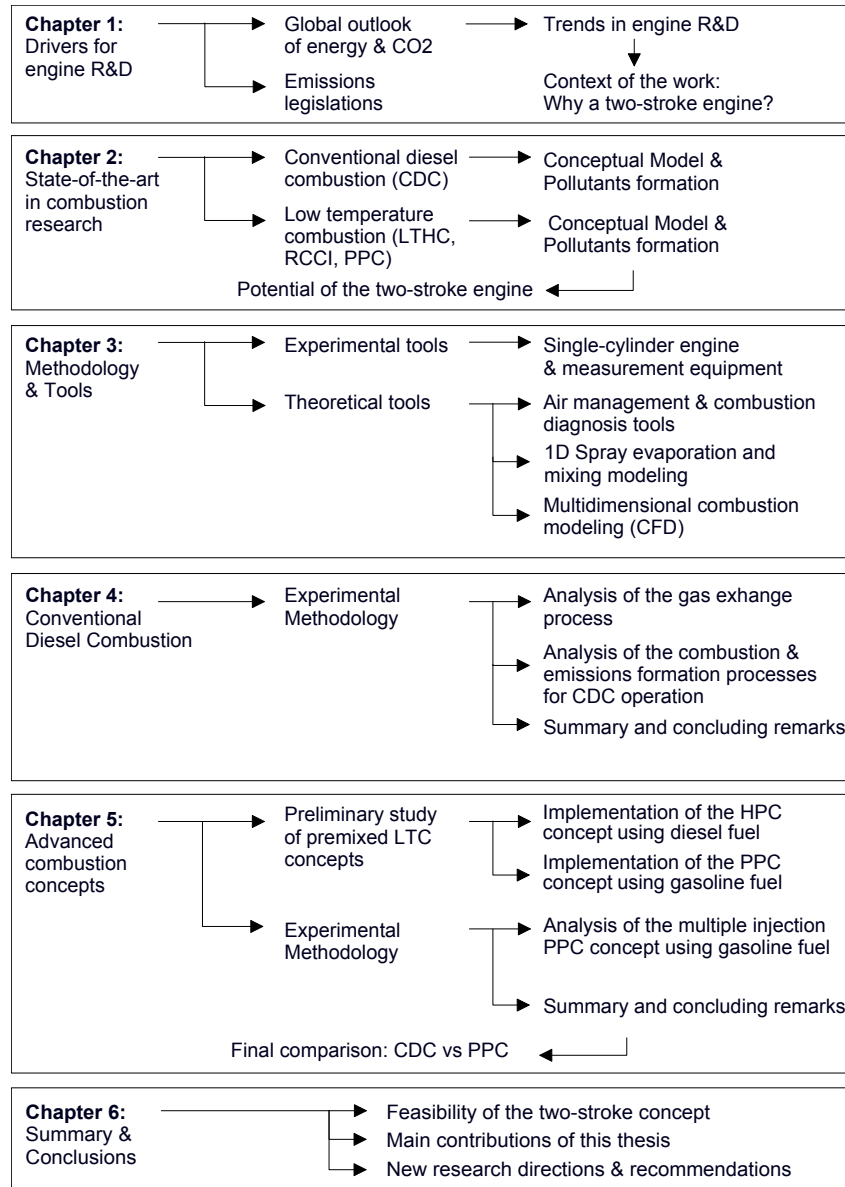 Chapter 1:
Drivers for
engine R&D
Global outlook
of energy & CO2
Trends in engine R&D
Emissions
legislations
Context of the work:
Why a two-stroke engine?
Chapter 2:
State-of-the-art
in combustion
research
Conventional diesel
combustion (CDC)
Conceptual Model &
Pollutants formation
Low temperature
combustion (LTHC,
RCCI, PPC)
Conceptual Model &
Pollutants formation
Potential of the two-stroke engine
Chapter 3:
Methodology
& Tools
Experimental tools
Single-cylinder engine
& measurement equipment
Theoretical tools
Air management & combustion
diagnosis tools
1D Spray evaporation and
mixing modeling
Multidimensional combustion
modeling (CFD)
Chapter 4:
Conventional
Diesel Combustion
Experimental
Methodology
Analysis of the gas exhange
process
Analysis of the combustion &
emissions formation processes
for CDC operation
Summary and concluding remarks
Chapter 5:
Advanced
combustion
concepts
Preliminary study
of premixed LTC
concepts
Implementation of the HPC
concept using diesel fuel
Implementation of the PPC
concept using gasoline fuel
Experimental
Methodology
Analysis of the multiple injection
PPC concept using gasoline fuel
Summary and concluding remarks
Final comparison: CDC vs PPC
Chapter 6:
Summary &
Conclusions
Feasibility of the two-stroke concept
Main contributions of this thesis
New research directions & recommendations